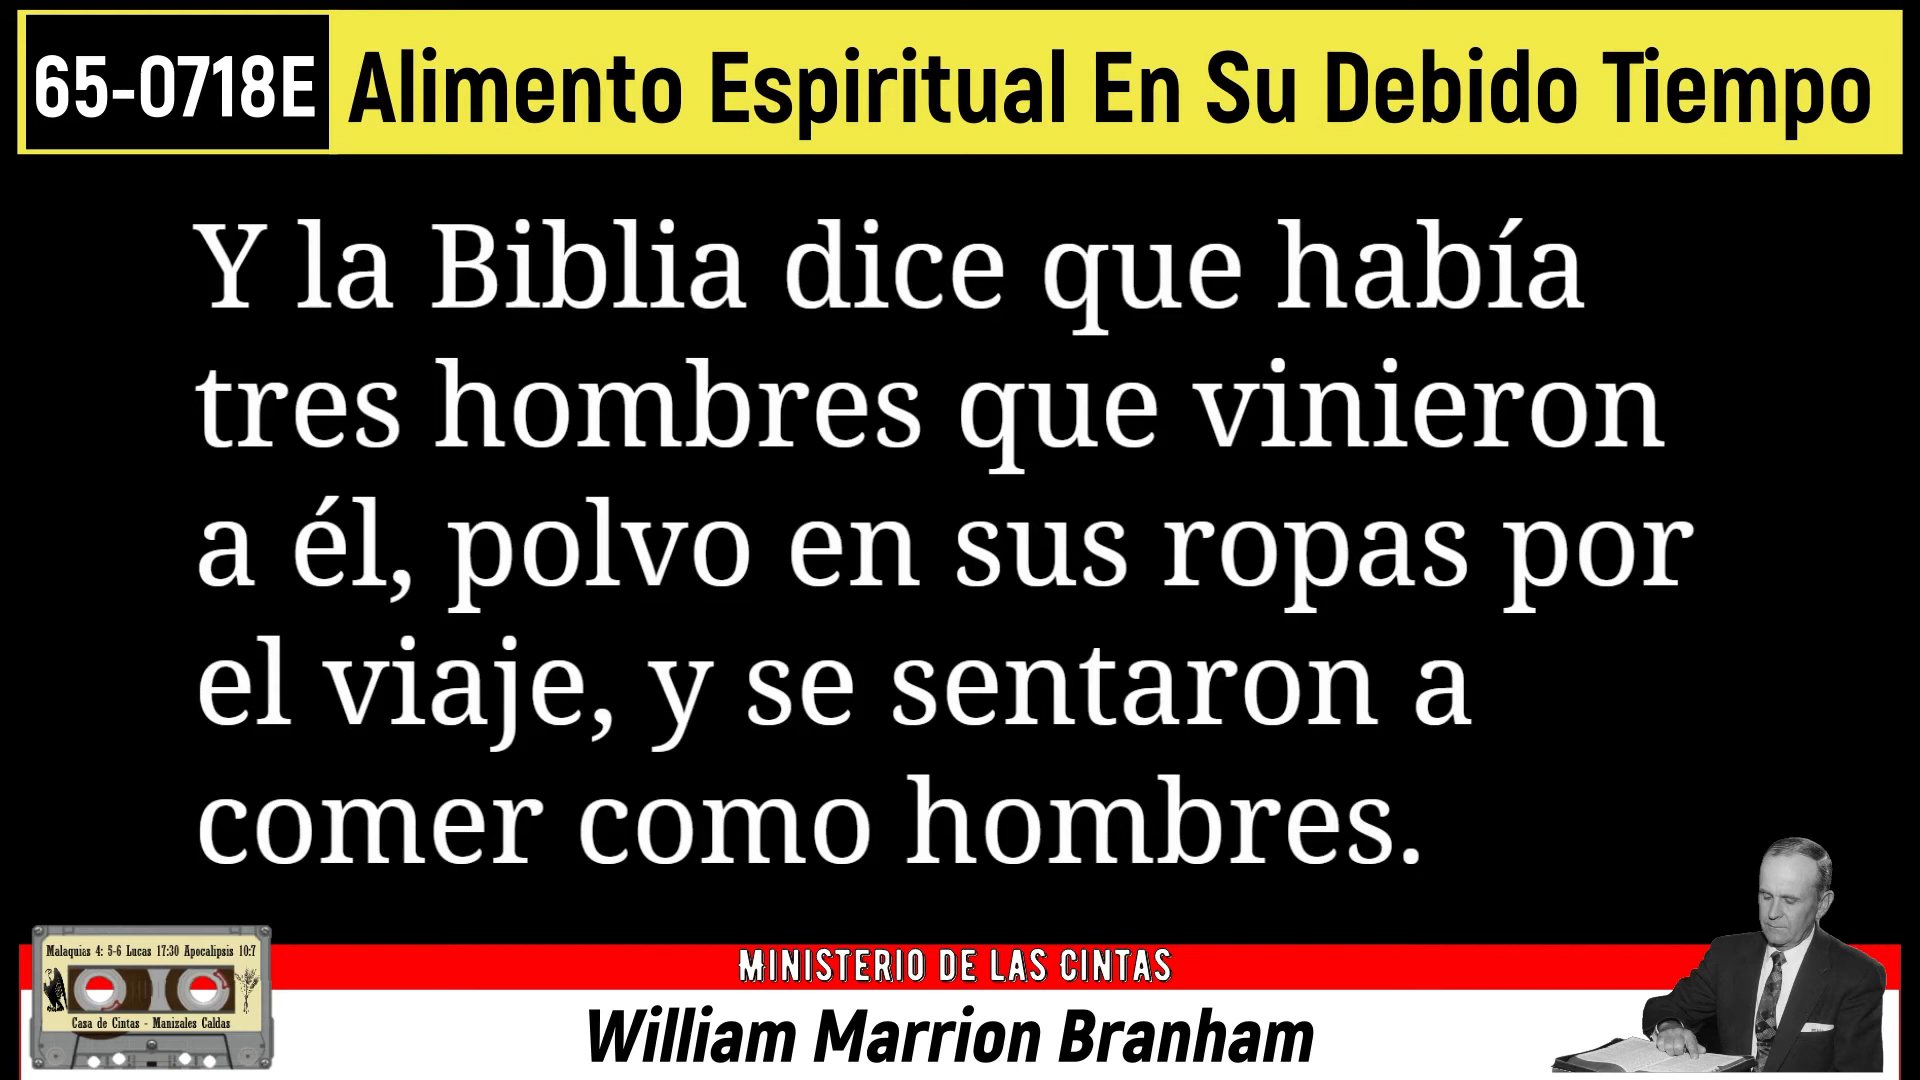 65-0718E Alimento Espiritual En Su Debido Tiempo
Y la Biblia dice que había
tres hombres que vinieron
a él, polvo en sus ropas por
el viaje, y se sentaron a
comer como hombres.
Malaquias 4: 5-6 Lucas 17:30 Apocalipsis 10:7
Casa de Cintas - Manizales Caldas
MINISTERIO DE LAS CINTAS
William Marrion Branham